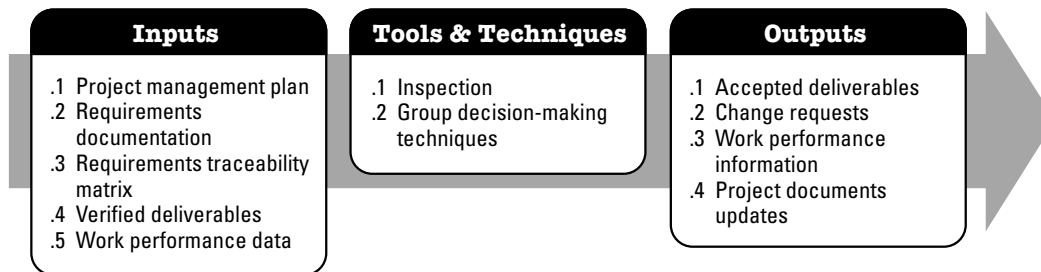 Inputs
.1 Project management plan
.2 Requirements
documentation
.3 Requirements traceability
matrix
.4 Verified deliverables
.5 Work performance data
Tools & Techniques
.1 Inspection
.2 Group decision-making
techniques
Outputs
.1 Accepted deliverables
.2 Change requests
.3 Work performance
information
.4 Project documents
updates